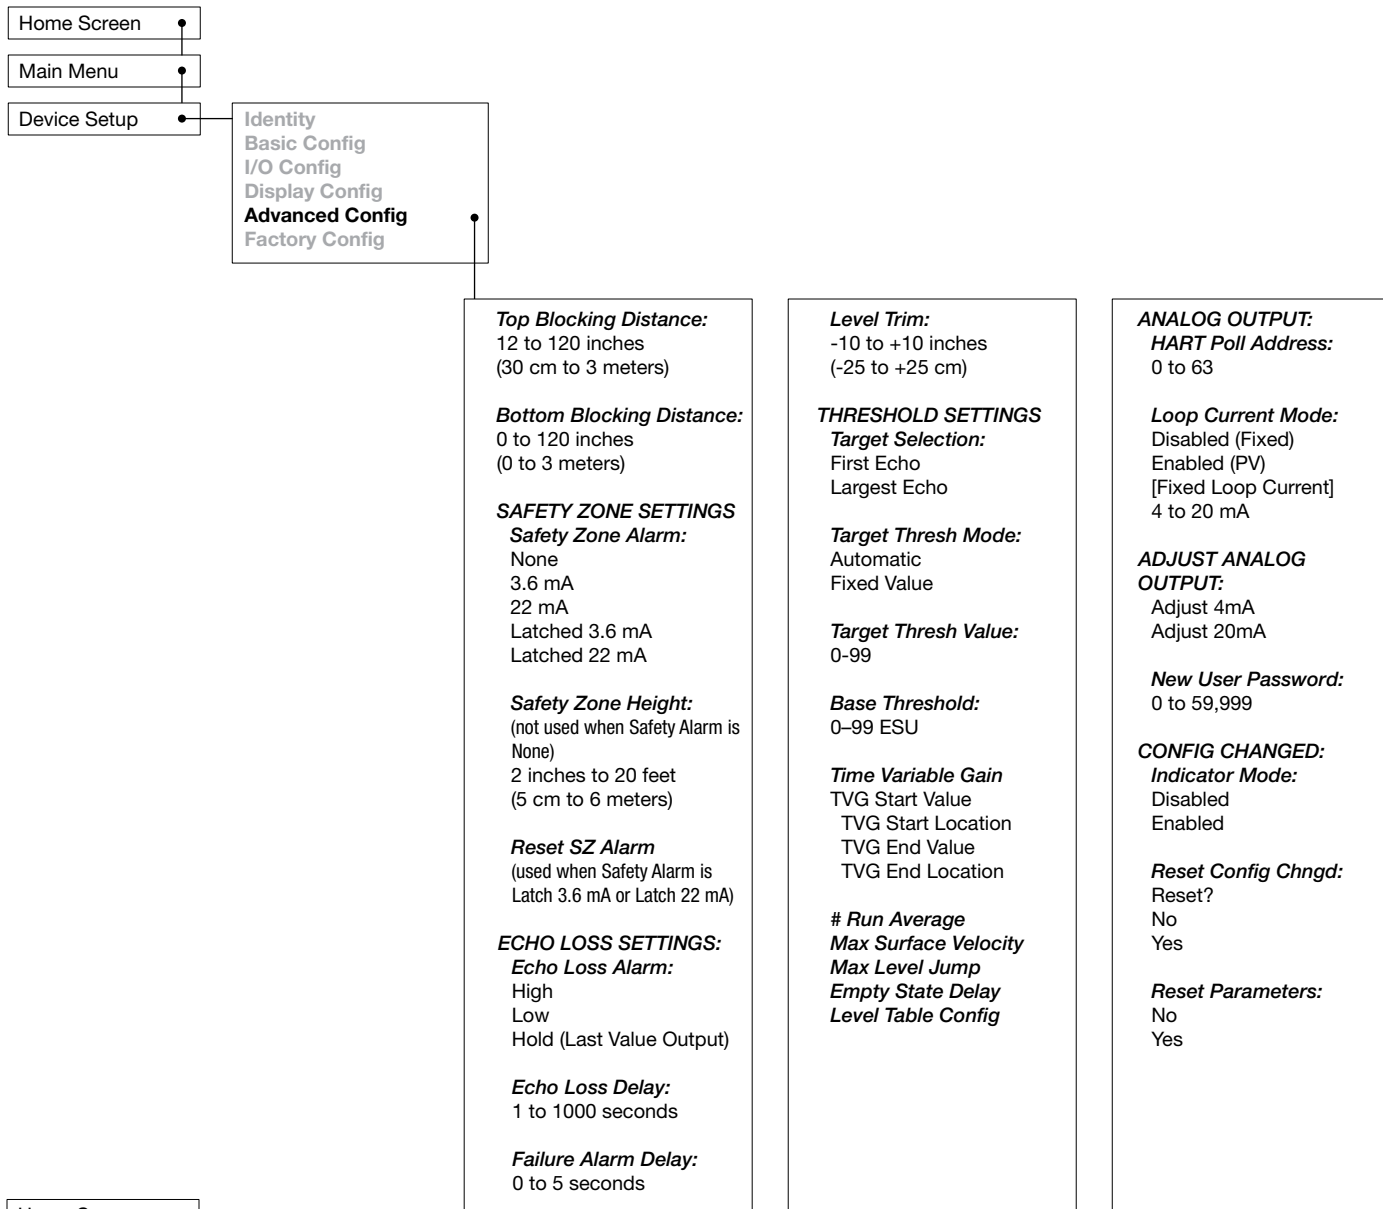 Home Screen
Main Menu
Device Setup
Identity
Basic Config
I/O Config
Display Config
Advanced Config
Factory Config
Top Blocking Distance:
12 to 120 inches
(30 cm to 3 meters)
Bottom Blocking Distance:
0 to 120 inches
(0 to 3 meters)
SAFETY ZONE SETTINGS
Safety Zone Alarm:
None
3.6 mA
22 mA
Latched 3.6 mA
Latched 22 mA
Safety Zone Height:
(not used when Safety Alarm is
None)
2 inches to 20 feet
(5 cm to 6 meters)
Reset SZ Alarm
(used when Safety Alarm is
Latch 3.6 mA or Latch 22 mA)
ECHO LOSS SETTINGS:
Echo Loss Alarm:
High
Low
Hold (Last Value Output)
Echo Loss Delay:
1 to 1000 seconds
Failure Alarm Delay:
0 to 5 seconds
Level Trim:
-10 to +10 inches
(-25 to +25 cm)
THRESHOLD SETTINGS
Target Selection:
First Echo
Largest Echo
Target Thresh Mode:
Automatic
Fixed Value
Target Thresh Value:
0-99
Base Threshold:
0–99 ESU
Time Variable Gain
TVG Start Value
TVG Start Location
TVG End Value
TVG End Location
# Run Average
Max Surface Velocity
Max Level Jump
Empty State Delay
Level Table Config
ANALOG OUTPUT:
HART Poll Address:
0 to 63
Loop Current Mode:
Disabled (Fixed)
Enabled (PV)
[Fixed Loop Current]
4 to 20 mA
ADJUST ANALOG
OUTPUT:
Adjust 4mA
Adjust 20mA
New User Password:
0 to 59,999
CONFIG CHANGED:
Indicator Mode:
Disabled
Enabled
Reset Config Chngd:
Reset?
No
Yes
Reset Parameters:
No
Yes